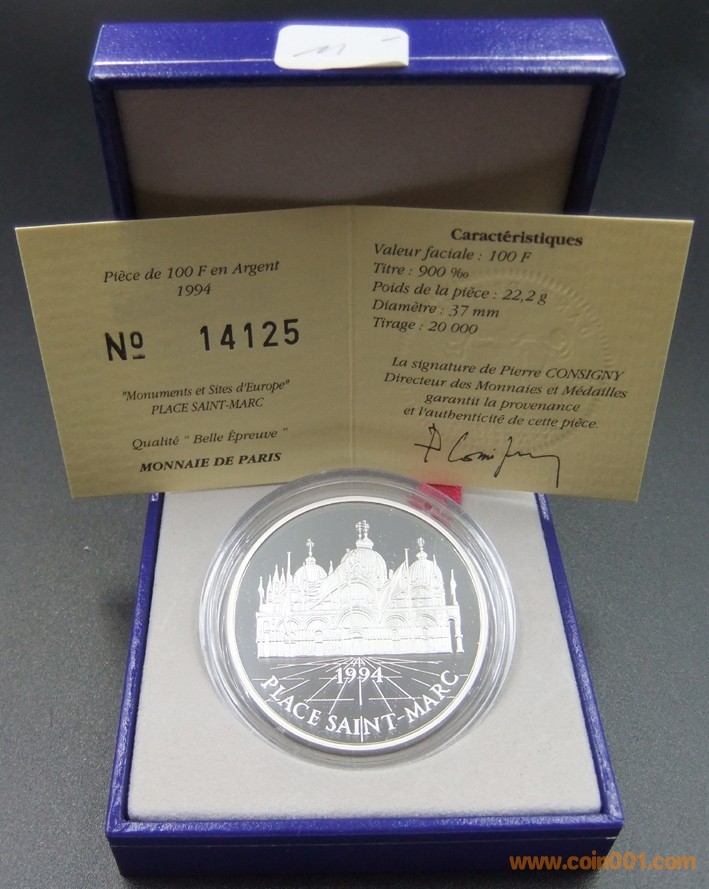 Pièce de 100 F en Argent
1994
Nº 14125
"Monuments et Sites d'Europe"
PLACE SAINT-MARC
Qualité " Belle Épreuve "
MONNAIE DE PARIS
Caractéristiques
Valeur faciale : 100 F
Titre : 900 ‰
Poids de la pièce : 22,2 g
Diamètre : 37 mm
Tirage : 20 000
La signature de Pierre CONSIGNY
Directeur des Monnaies et Médailles
garantit la provenance
et l'authenticité de cette pièce.
1994
PLACE SAINT-MARC
www.coin001.com